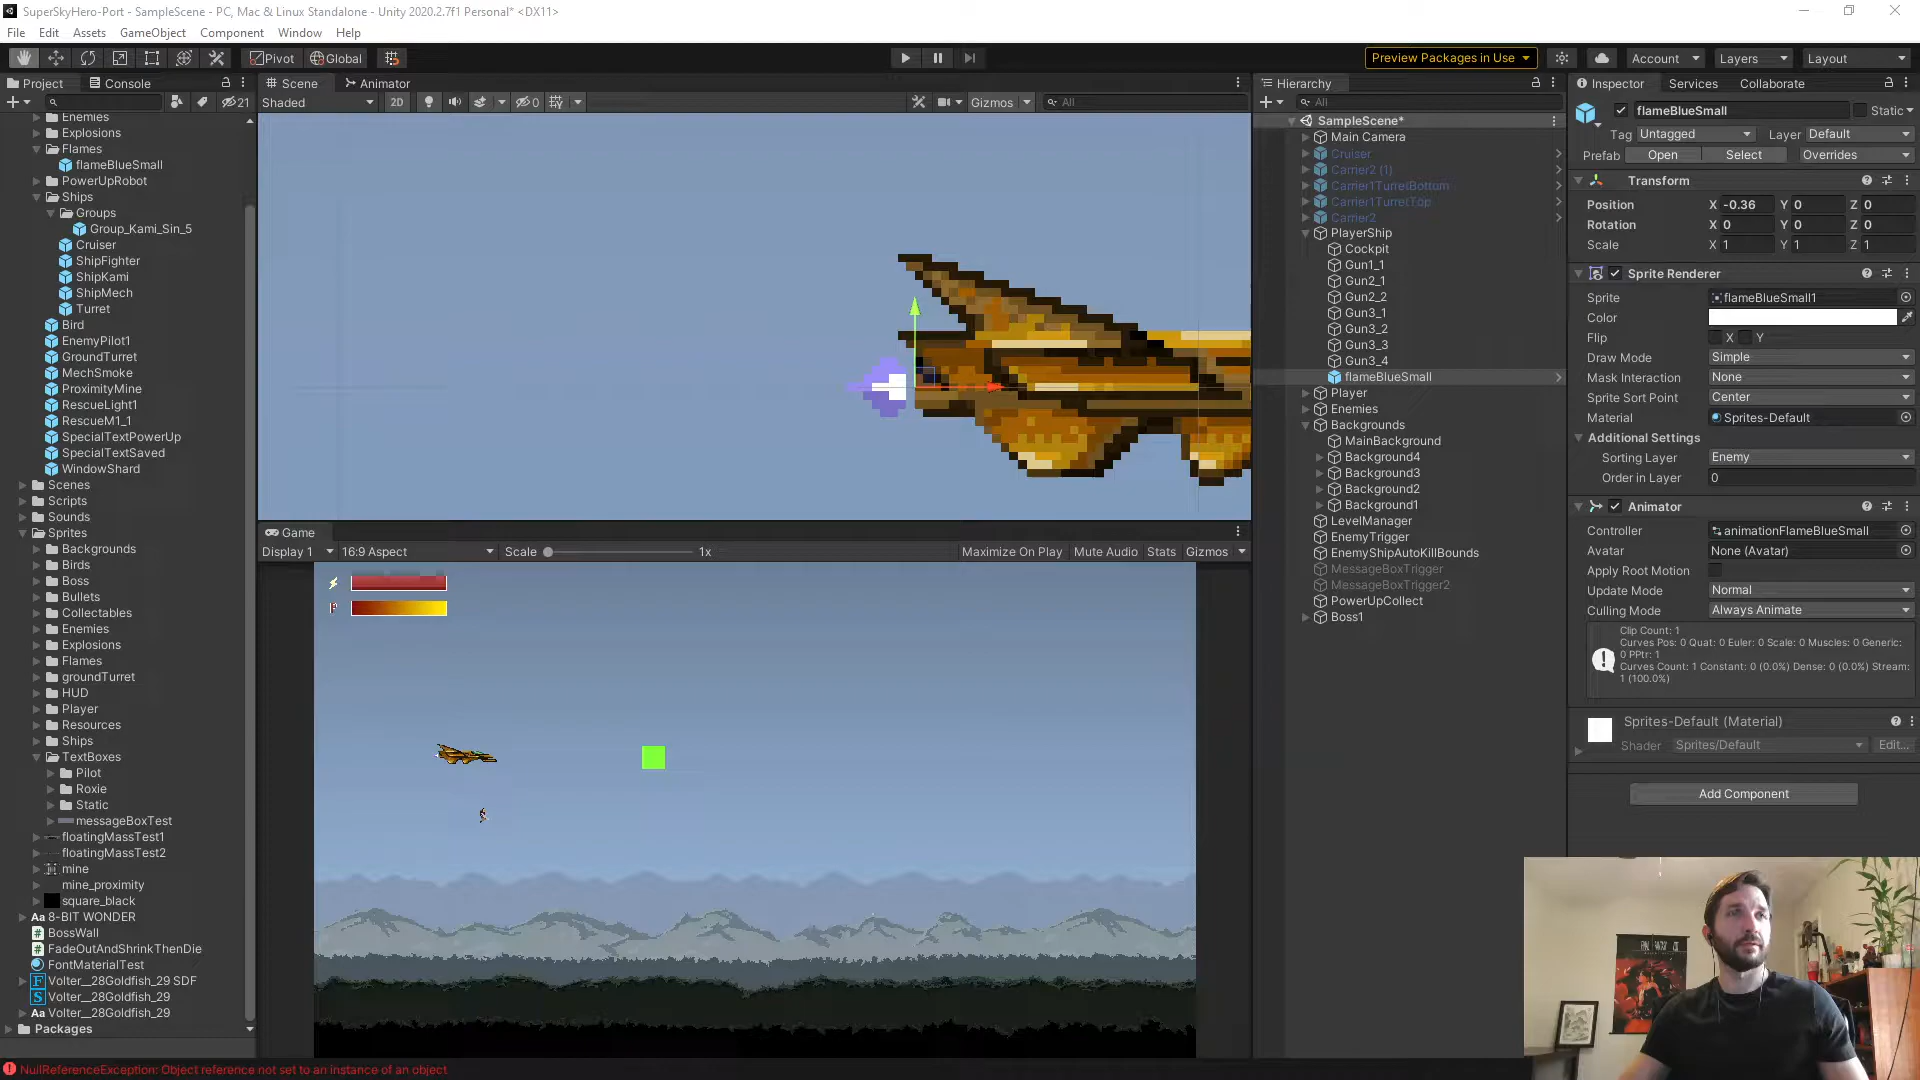 SuperSkyHero-Port - SampleScene - PC, Mac & Linux Standalone - Unity 2020.2.7f1 Personal* <DX11>
File Edit Assets GameObject Component Window Help
Pivot Global Preview Packages in Use Account Layers Layout
Project Console
21
Enemies
Explosions
Flames
flameBlueSmall
PowerUpRobot
Ships
Groups
Group_Kami_Sin_5
Cruiser
ShipFighter
ShipKami
ShipMech
Turret
Bird
EnemyPilot1
GroundTurret
MechSmoke
ProximityMine
RescueLight1
RescueM1_1
SpecialTextPowerUp
SpecialTextSaved
WindowShard
Scenes
Scripts
Sounds
Sprites
Backgrounds
Birds
Boss
Bullets
Collectables
Enemies
Explosions
Flames
groundTurret
HUD
Player
Resources
Ships
TextBoxes
Pilot
Roxie
Static
messageBoxTest
floatingMassTest1
floatingMassTest2
mine
mine_proximity
square_black
Aa 8-BIT WONDER
# BossWall
# FadeOutAndShrinkThenDie
FontMaterialTest
F Volter__28Goldfish_29 SDF
S Volter__28Goldfish_29
Aa Volter__28Goldfish_29
Packages
Scene Animator
Shaded 2D 0 Gizmos All
Game
Display 1 16:9 Aspect Scale 1x Maximize On Play Mute Audio Stats Gizmos
P
Hierarchy
All
SampleScene*
Main Camera
Cruiser
Carrier2 (1)
Carrier1TurretBottum
Carrier1TurretTop
Carrier2
PlayerShip
Cockpit
Gun1_1
Gun2_1
Gun2_2
Gun3_1
Gun3_2
Gun3_3
Gun3_4
flameBlueSmall
Player
Enemies
Backgrounds
MainBackground
Background4
Background3
Background2
Background1
LevelManager
EnemyTrigger
EnemyShipAutoKillBounds
MessageBoxTrigger
MessageBoxTrigger2
PowerUpCollect
Boss1
Inspector Services Collaborate
flameBlueSmall Static
Tag Untagged Layer Default
Prefab Open Select Overrides
Transform
Position X -0.36 Y 0 Z 0
Rotation X 0 Y 0 Z 0
Scale X 1 Y 1 Z 1
Sprite Renderer
Sprite flameBlueSmall1
Color
Flip X Y
Draw Mode Simple
Mask Interaction None
Sprite Sort Point Center
Material Sprites-Default
Additional Settings
Sorting Layer Enemy
Order in Layer 0
Animator
Controller animationFlameBlueSmall
Avatar None (Avatar)
Apply Root Motion
Update Mode Normal
Culling Mode Always Animate
Clip Count: 1
Curves Pos: 0 Quat: 0 Euler: 0 Scale: 0 Muscles: 0 Generic:
0 PPtr: 1
Curves Count: 1 Constant: 0 (0.0%) Dense: 0 (0.0%) Stream:
1 (100.0%)
Sprites-Default (Material)
Shader Sprites/Default Edit...
Add Component
NullReferenceException: Object reference not set to an instance of an object